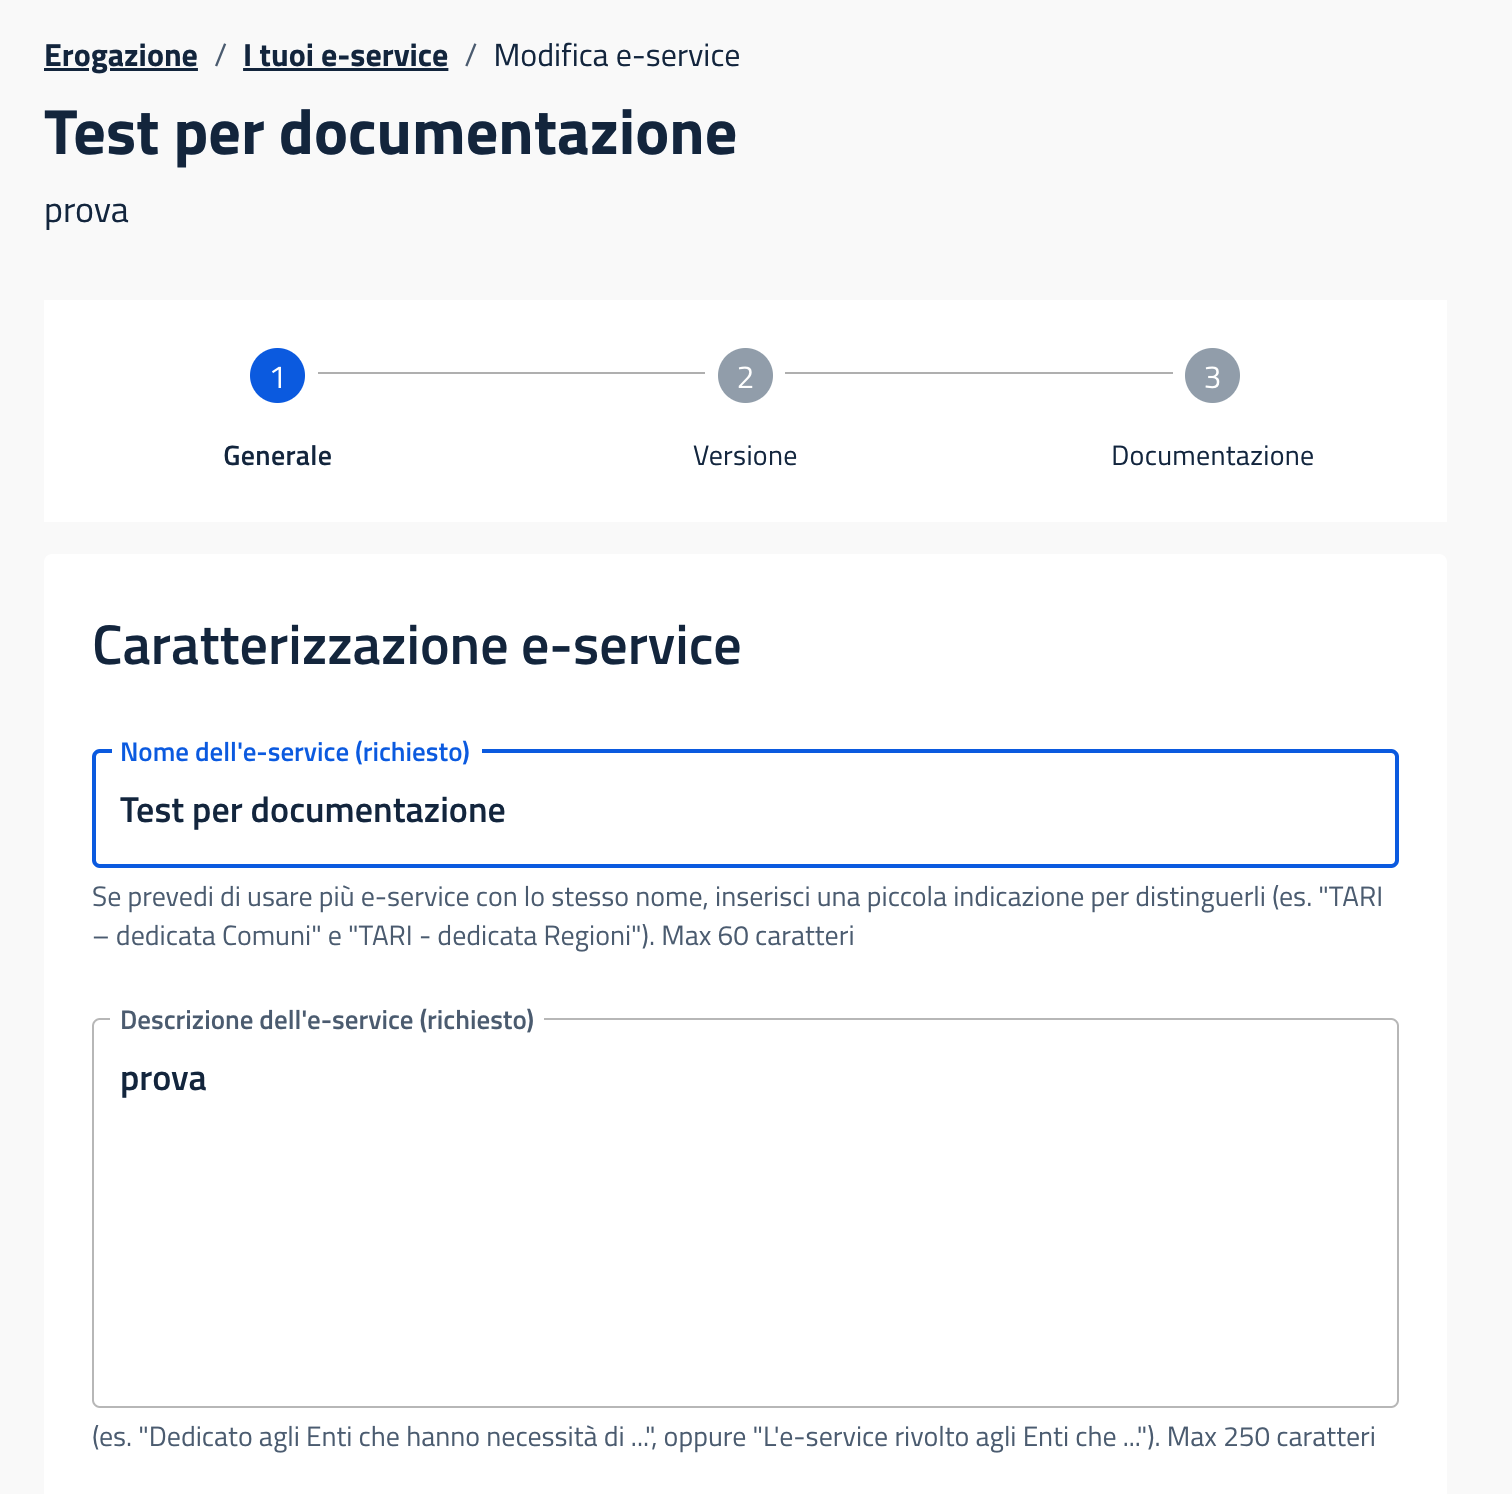 Erogazione / I tuoi e-service / Modifica e-service
Test per documentazione
prova
1 2 3
Generale Versione Documentazione
Caratterizzazione e-service
Nome dell'e-service (richiesto)
Test per documentazione
Se prevedi di usare più e-service con lo stesso nome, inserisci una piccola indicazione per distinguerli (es. "TARI
– dedicata Comuni" e "TARI - dedicata Regioni"). Max 60 caratteri
Descrizione dell'e-service (richiesto)
prova
(es. "Dedicato agli Enti che hanno necessità di ...", oppure "L'e-service rivolto agli Enti che ..."). Max 250 caratteri